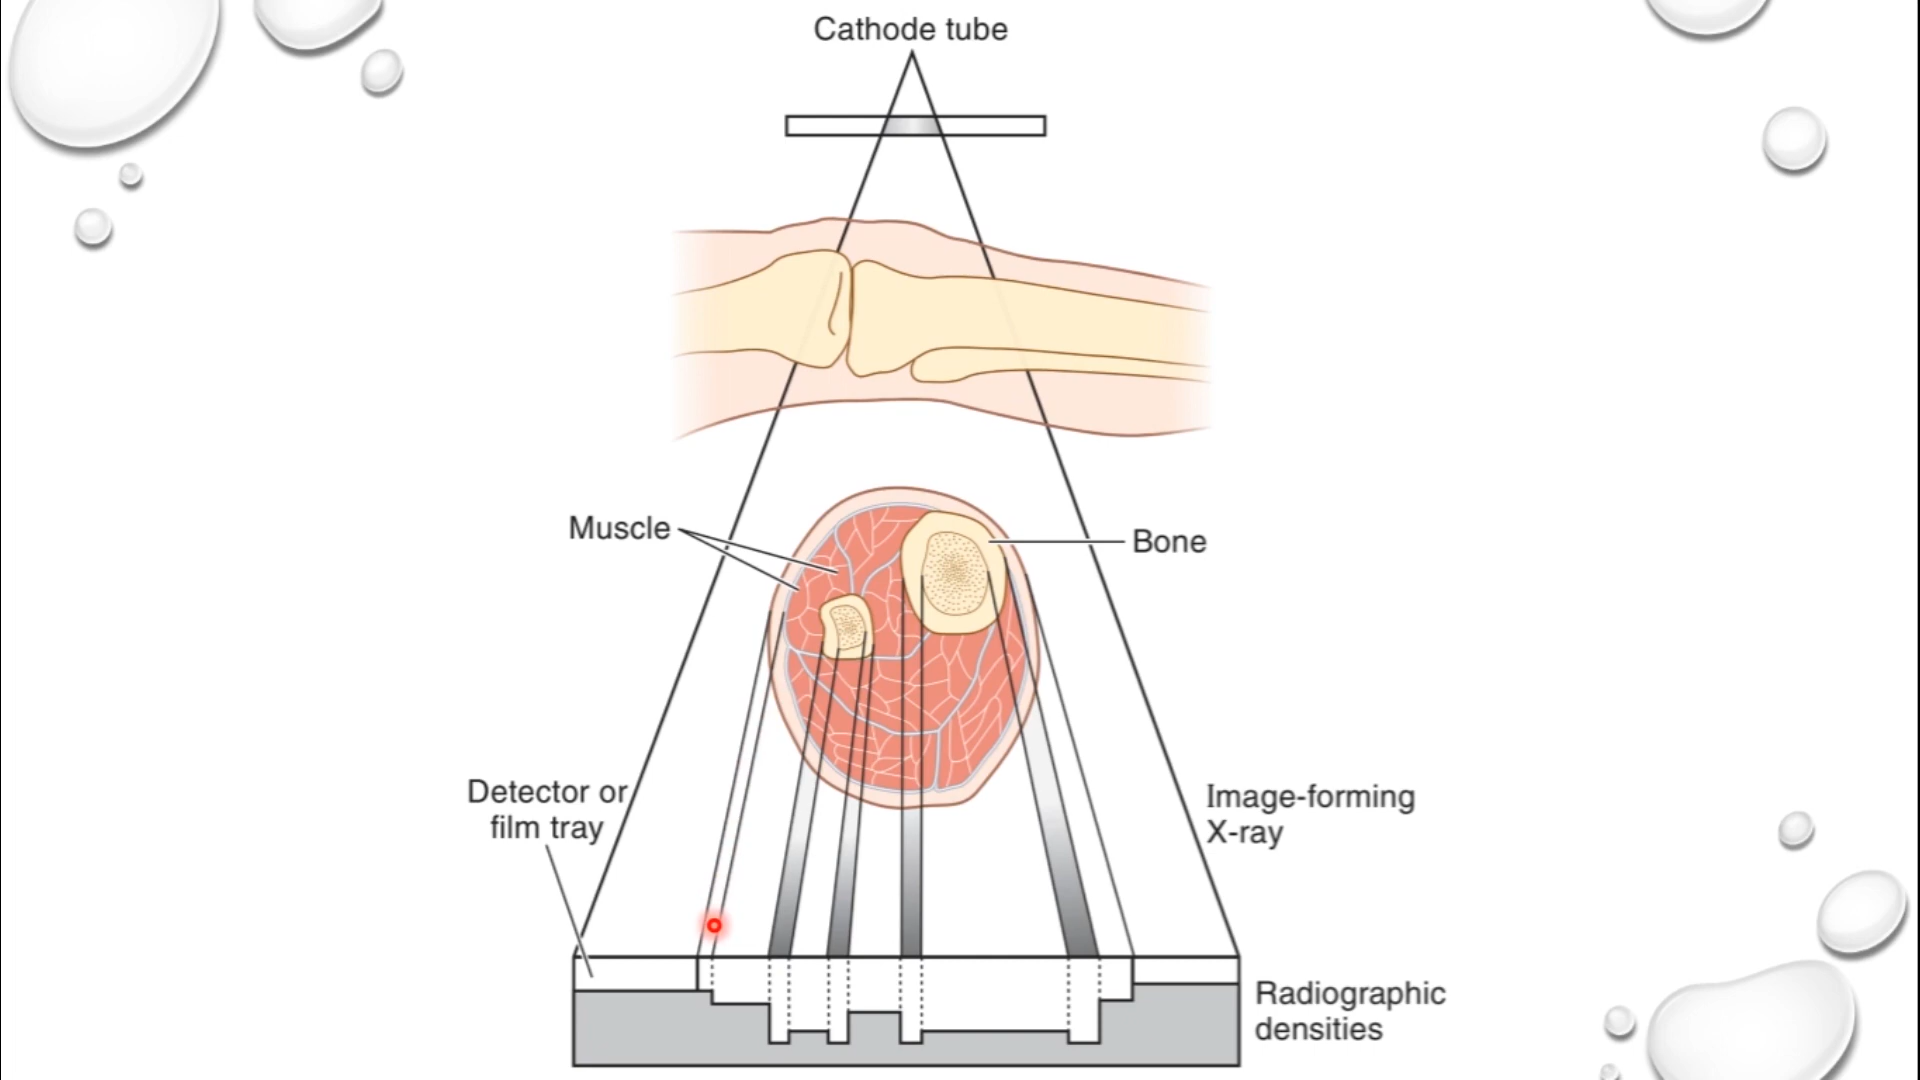 Cathode tube
Muscle
Bone
Detector or
film tray
Image-forming
X-ray
Radiographic
densities